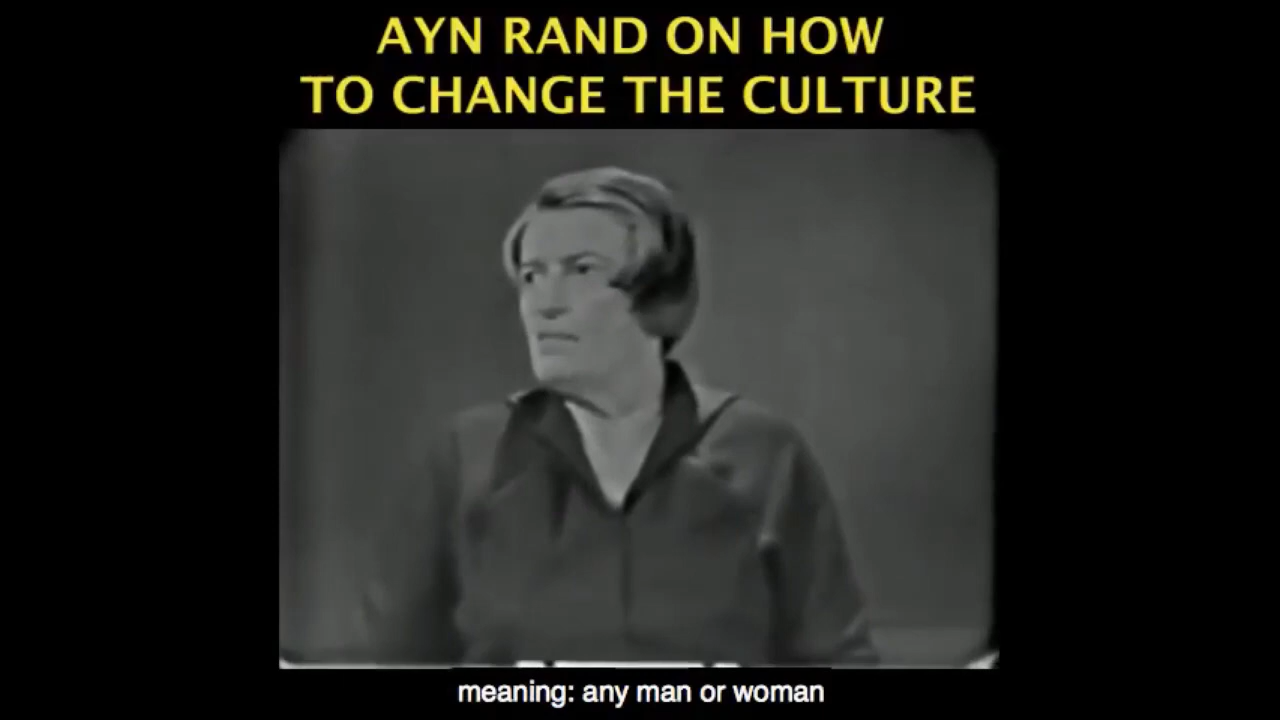 AYN RAND ON HOW
TO CHANGE THE CULTURE
meaning: any man or woman